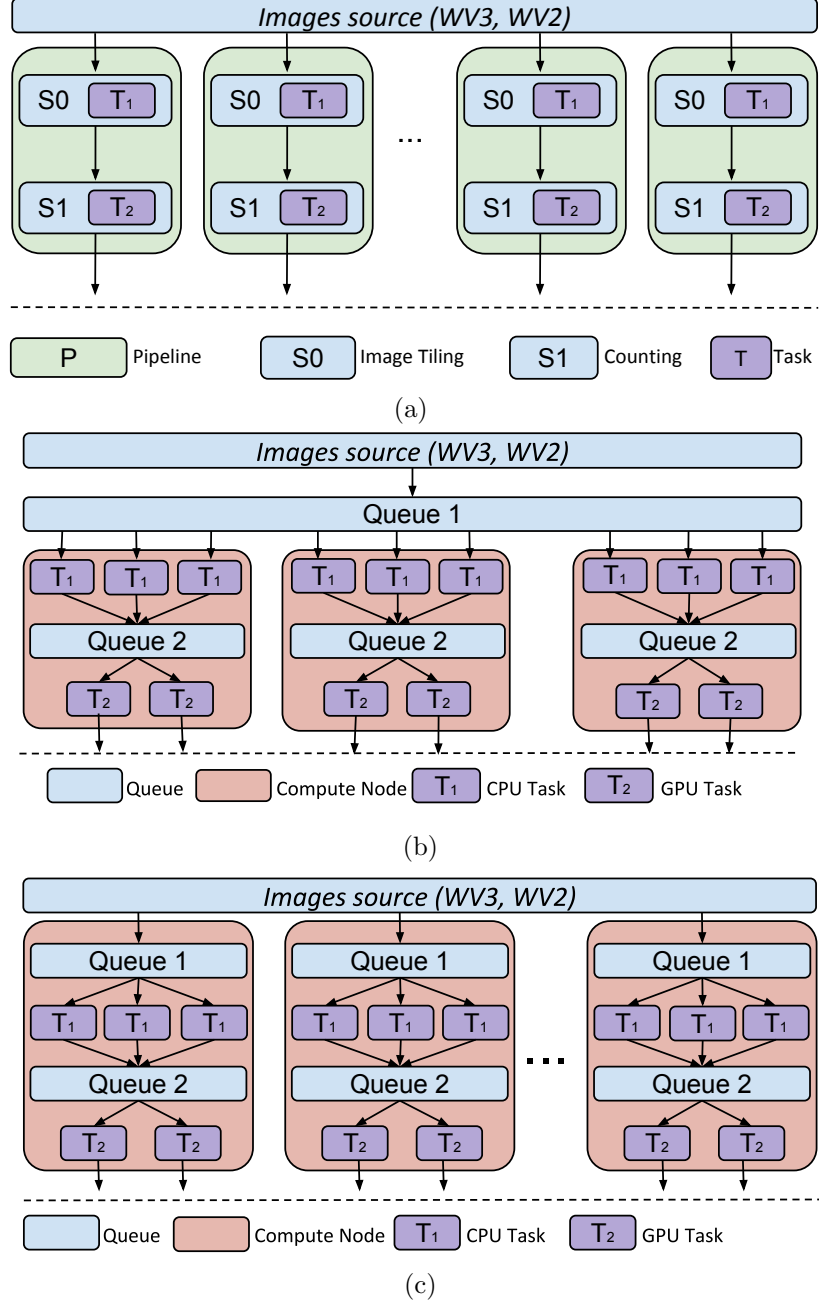 Images source (WV3, WV2)
S0 T1 S0 T1 S0 T1 S0 T1
...
S1 T2 S1 T2 S1 T2 S1 T2
P Pipeline S0 Image Tiling S1 Counting T Task
(a)
Images source (WV3, WV2)
Queue 1
T1 T1 T1 T1 T1 T1 T1 T1 T1
Queue 2 Queue 2 Queue 2
T2 T2 T2 T2 T2 T2
Queue Compute Node T1 CPU Task T2 GPU Task
(b)
Images source (WV3, WV2)
Queue 1 Queue 1 Queue 1
T1 T1 T1 T1 T1 T1 T1 T1 T1
...
Queue 2 Queue 2 Queue 2
T2 T2 T2 T2 T2 T2
Queue Compute Node T1 CPU Task T2 GPU Task
(c)